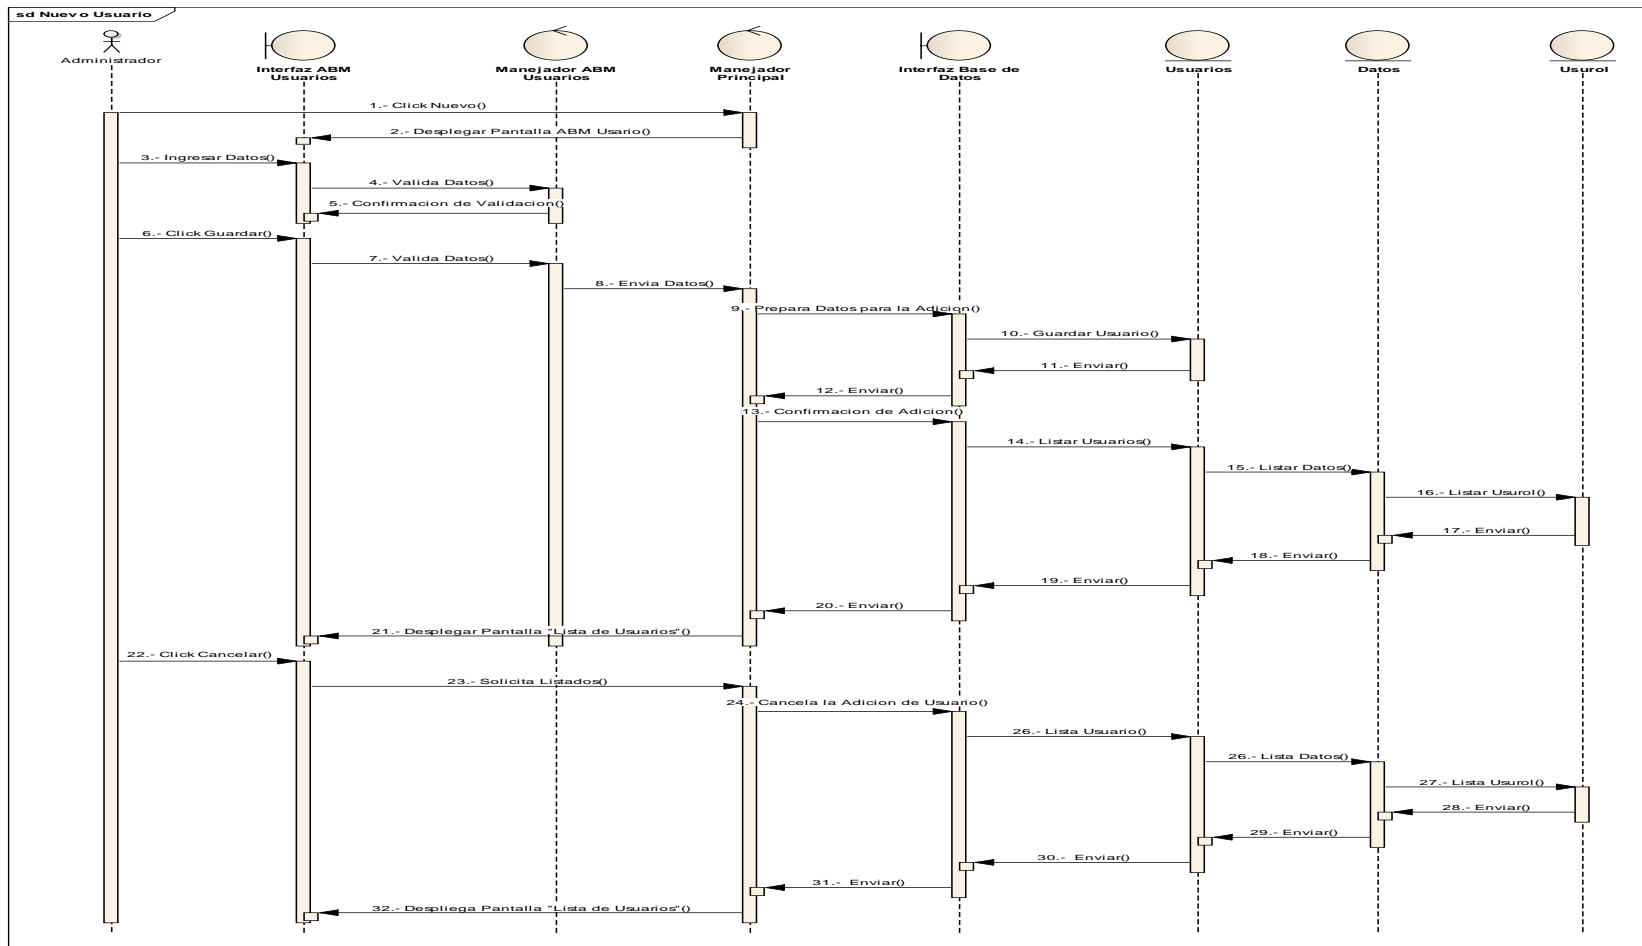 sd Nuevo Usuario
Administrador
Interfaz ABM
Usuarios
Manejador ABM
Usuarios
Manejador
Principal
Interfaz Base de
Datos
Usuarios
Datos
Usurol
1.- Click Nuevo()
2.- Desplegar Pantalla ABM Usario()
3.- Ingresar Datos()
4.- Valida Datos()
5.- Confirmacion de Validacion()
6.- Click Guardar()
7.- Valida Datos()
8.- Envia Datos()
9.- Prepara Datos para la Adicion()
10.- Guardar Usuario()
11.- Enviar()
12.- Enviar()
13.- Confirmacion de Adicion()
14.- Listar Usuarios()
15.- Listar Datos()
16.- Listar Usurol()
17.- Enviar()
18.- Enviar()
19.- Enviar()
20.- Enviar()
21.- Desplegar Pantalla "Lista de Usuarios"()
22.- Click Cancelar()
23.- Solicita Listados()
24.- Cancela la Adicion de Usuario()
26.- Lista Usuario()
26.- Lista Datos()
27.- Lista Usurol()
28.- Enviar()
29.- Enviar()
30.- Enviar()
31.- Enviar()
32.- Despliega Pantalla "Lista de Usuarios"()